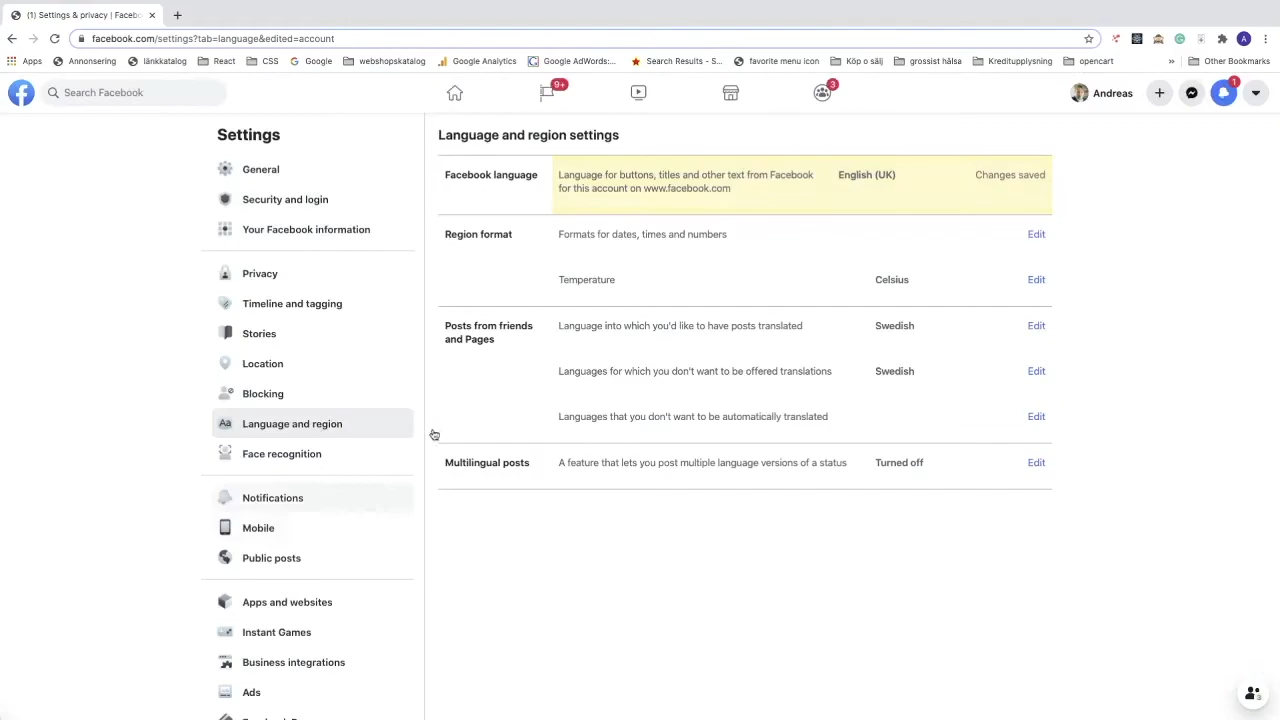 (1) Settings & privacy | Facebo
facebook.com/settings?tab=language&edited=account
A
Apps
Annonsering
länkkatalog
React
CSS
Google
webshopskatalog
Google Analytics
Google AdWords:...
Search Results - S...
favorite menu icon
Köp o sälj
grossist hälsa
Kreditupplysning
opencart
»
Other Bookmarks
Search Facebook
9+
3
Andreas
1
Settings
General
Security and login
Your Facebook information
Privacy
Timeline and tagging
Stories
Location
Blocking
Aa
Language and region
Face recognition
Notifications
Mobile
Public posts
Apps and websites
Instant Games
Business integrations
Ads
Language and region settings
Facebook language
Language for buttons, titles and other text from Facebook
for this account on www.facebook.com
English (UK)
Changes saved
Region format
Formats for dates, times and numbers
Edit
Temperature
Celsius
Edit
Posts from friends
and Pages
Language into which you'd like to have posts translated
Swedish
Edit
Languages for which you don't want to be offered translations
Swedish
Edit
Languages that you don't want to be automatically translated
Edit
Multilingual posts
A feature that lets you post multiple language versions of a status
Turned off
Edit
3